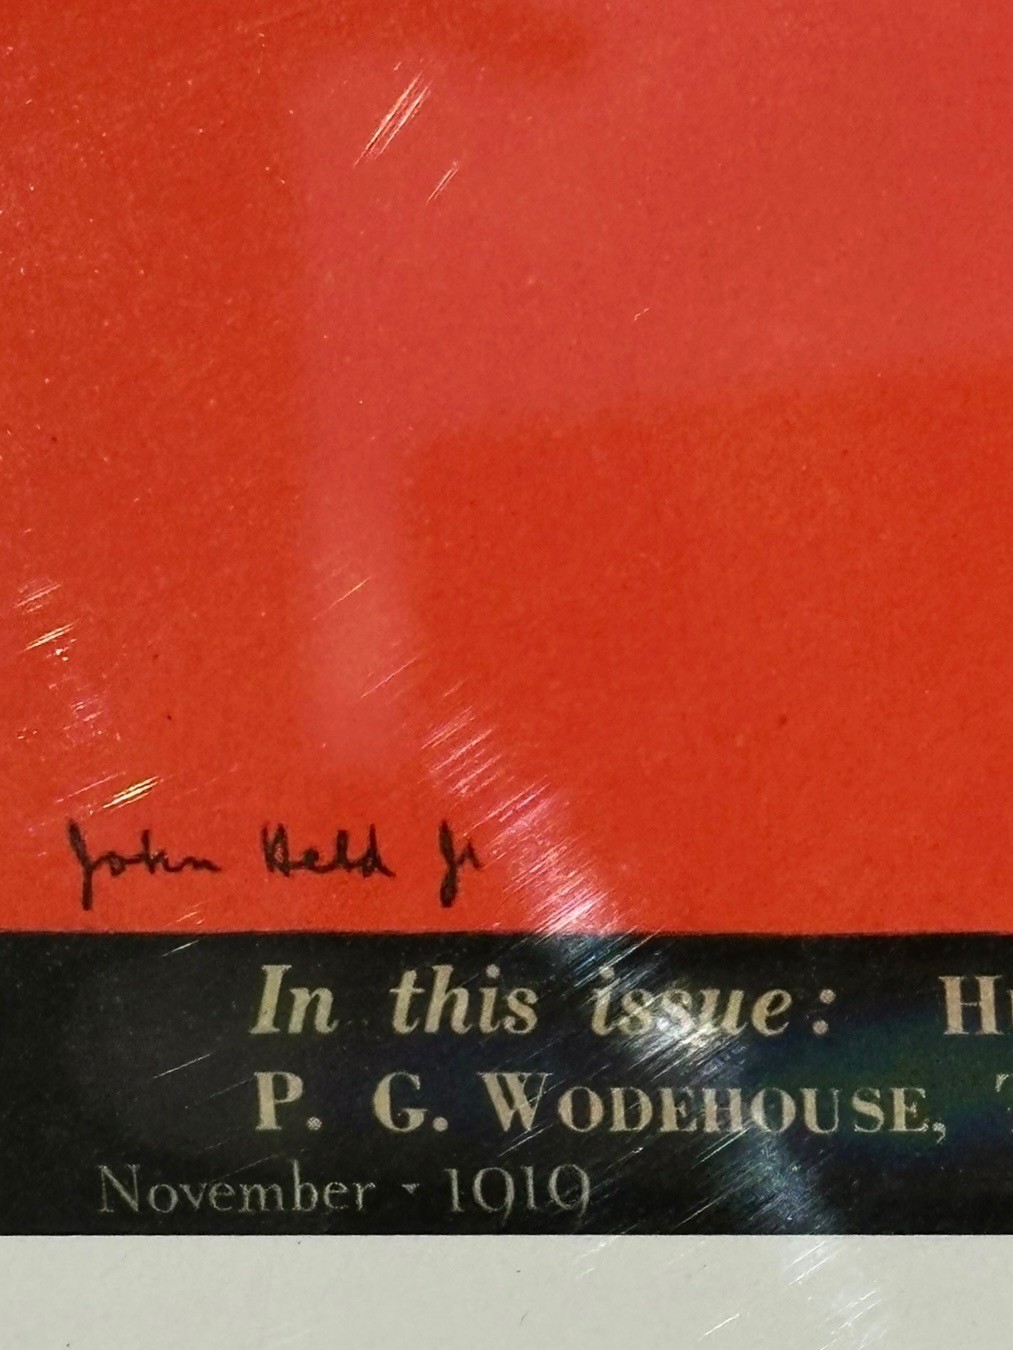 John Held Jr
In this issue:
P. G. WODEHOUSE,
November - 1919